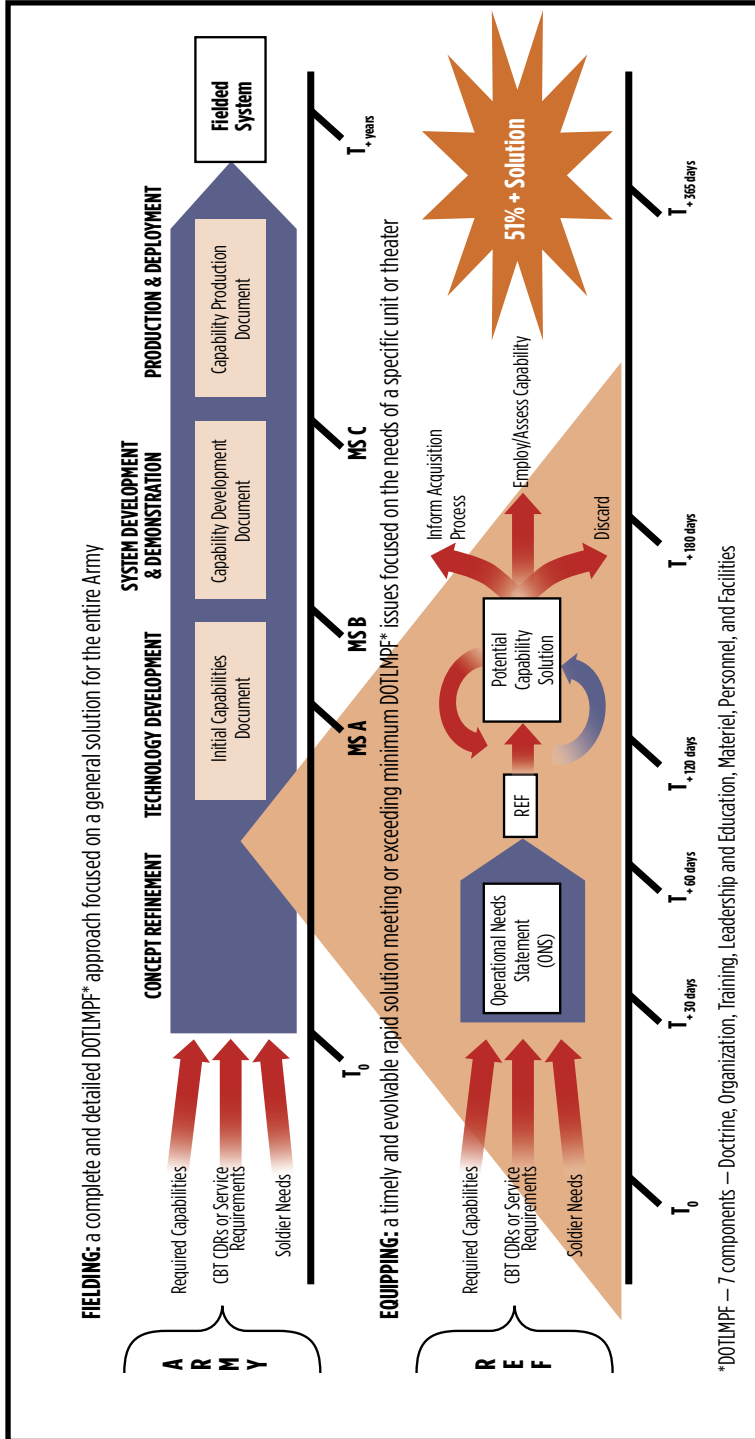 FIELDING: a complete and detailed DOTLMPF* approach focused on a general solution for the entire Army
ARMY
Required Capabilities
CBT CDRs or Service
Requirements
Soldier Needs
CONCEPT REFINEMENT
TECHNOLOGY DEVELOPMENT
SYSTEM DEVELOPMENT
& DEMONSTRATION
PRODUCTION & DEPLOYMENT
Initial Capabilities
Document
Capability Development
Document
Capability Production
Document
Fielded
System
T0
MS A
MS B
MS C
T+ years
EQUIPPING: a timely and evolvable rapid solution meeting or exceeding minimum DOTLMPF* issues focused on the needs of a specific unit or theater
REF
Required Capabilities
CBT CDRs or Service
Requirements
Soldier Needs
Operational Needs
Statement
(ONS)
REF
Potential
Capability
Solution
Inform Acquisition
Process
Employ/Assess Capability
Discard
51% + Solution
T0
T+ 30 days
T+ 60 days
T+120 days
T+180 days
T+ 365 days
*DOTLMPF — 7 components — Doctrine, Organization, Training, Leadership and Education, Materiel, Personnel, and Facilities